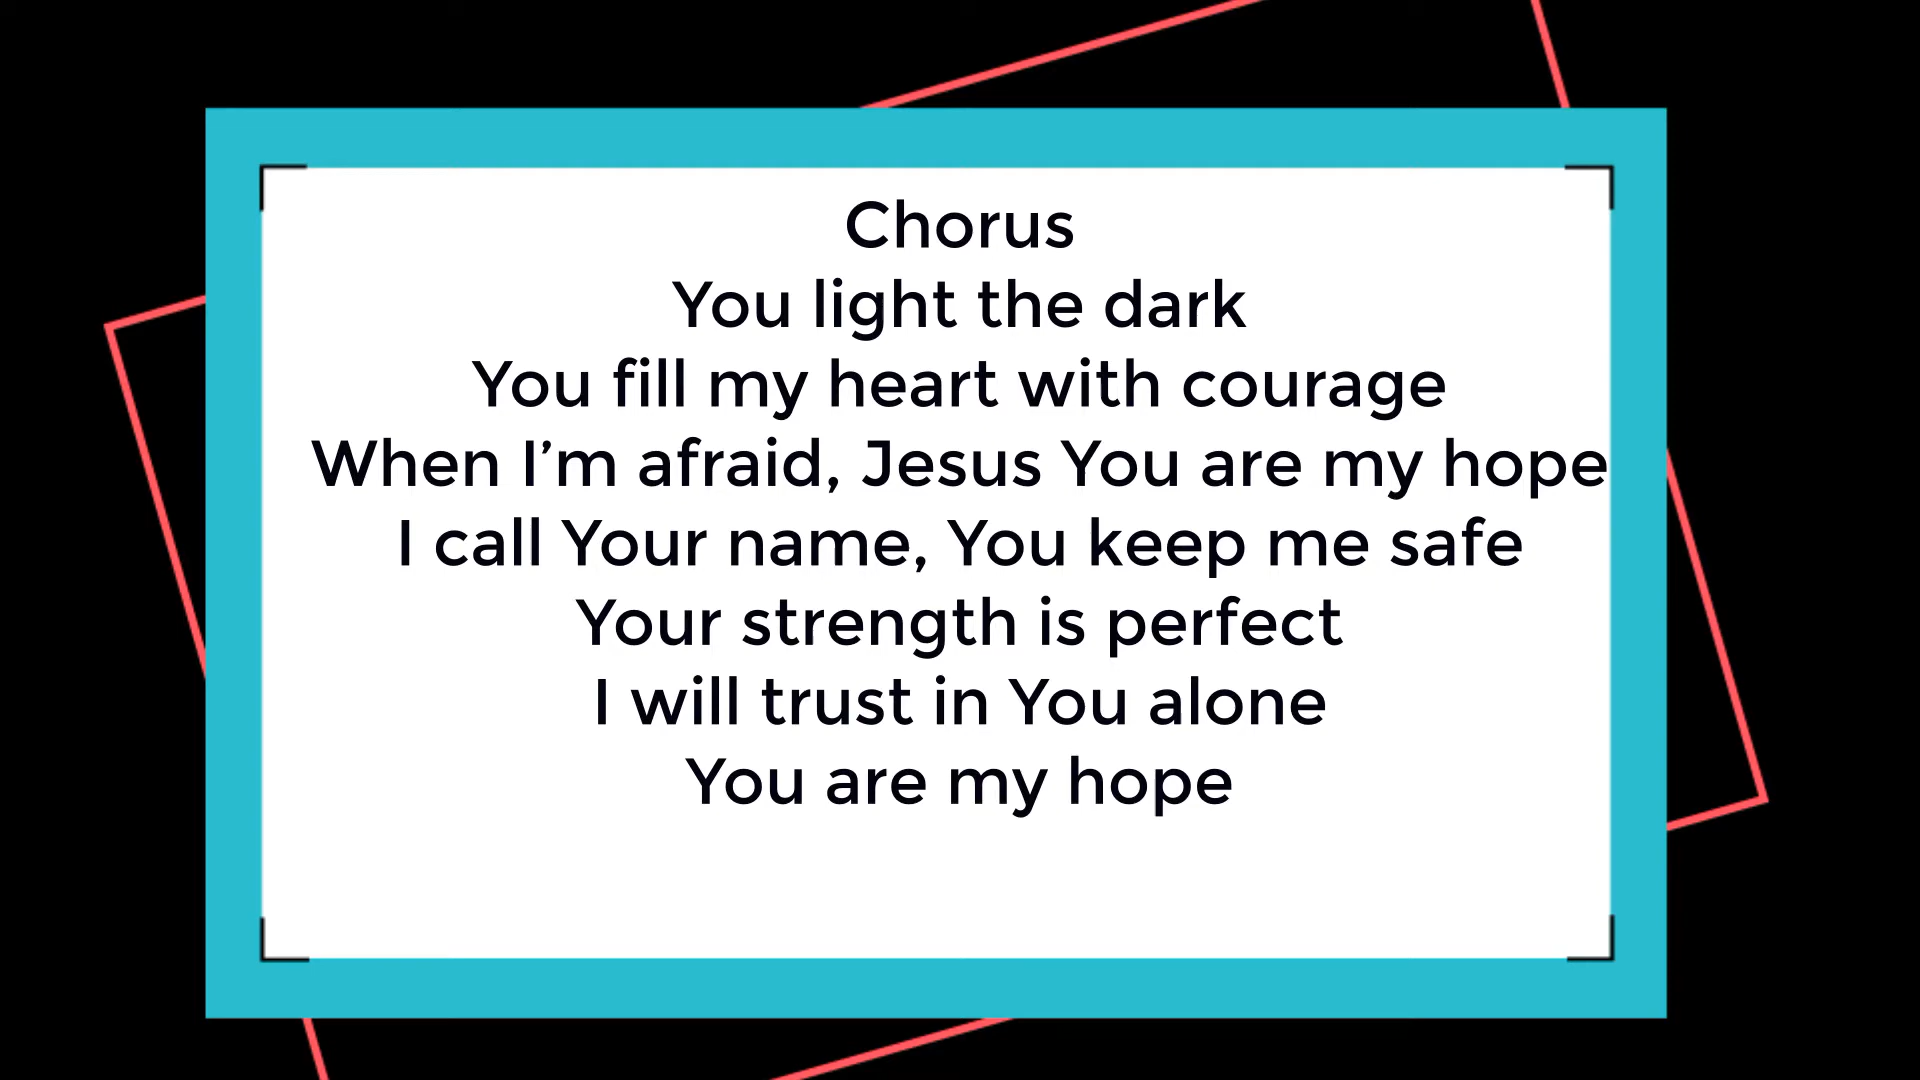 Chorus
You light the dark
You fill my heart with courage
When I’m afraid, Jesus You are my hope
I call Your name, You keep me safe
Your strength is perfect
I will trust in You alone
You are my hope